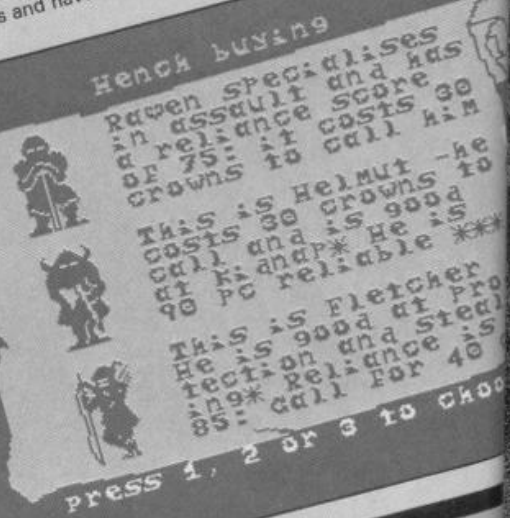 s and hav
Hench buying
Raven specialises
in assault and has
a reliance score
of 75: it costs 20
crowns to call him
This is Helmut -he
costs 30 crowns to
call and is good
at kidnap* He is
90 pc reliable ***
This is Fletcher
He is good at pro
tection and steal
ing* Reliance is
85: call for 40
press 1, 2 or 3 to choo